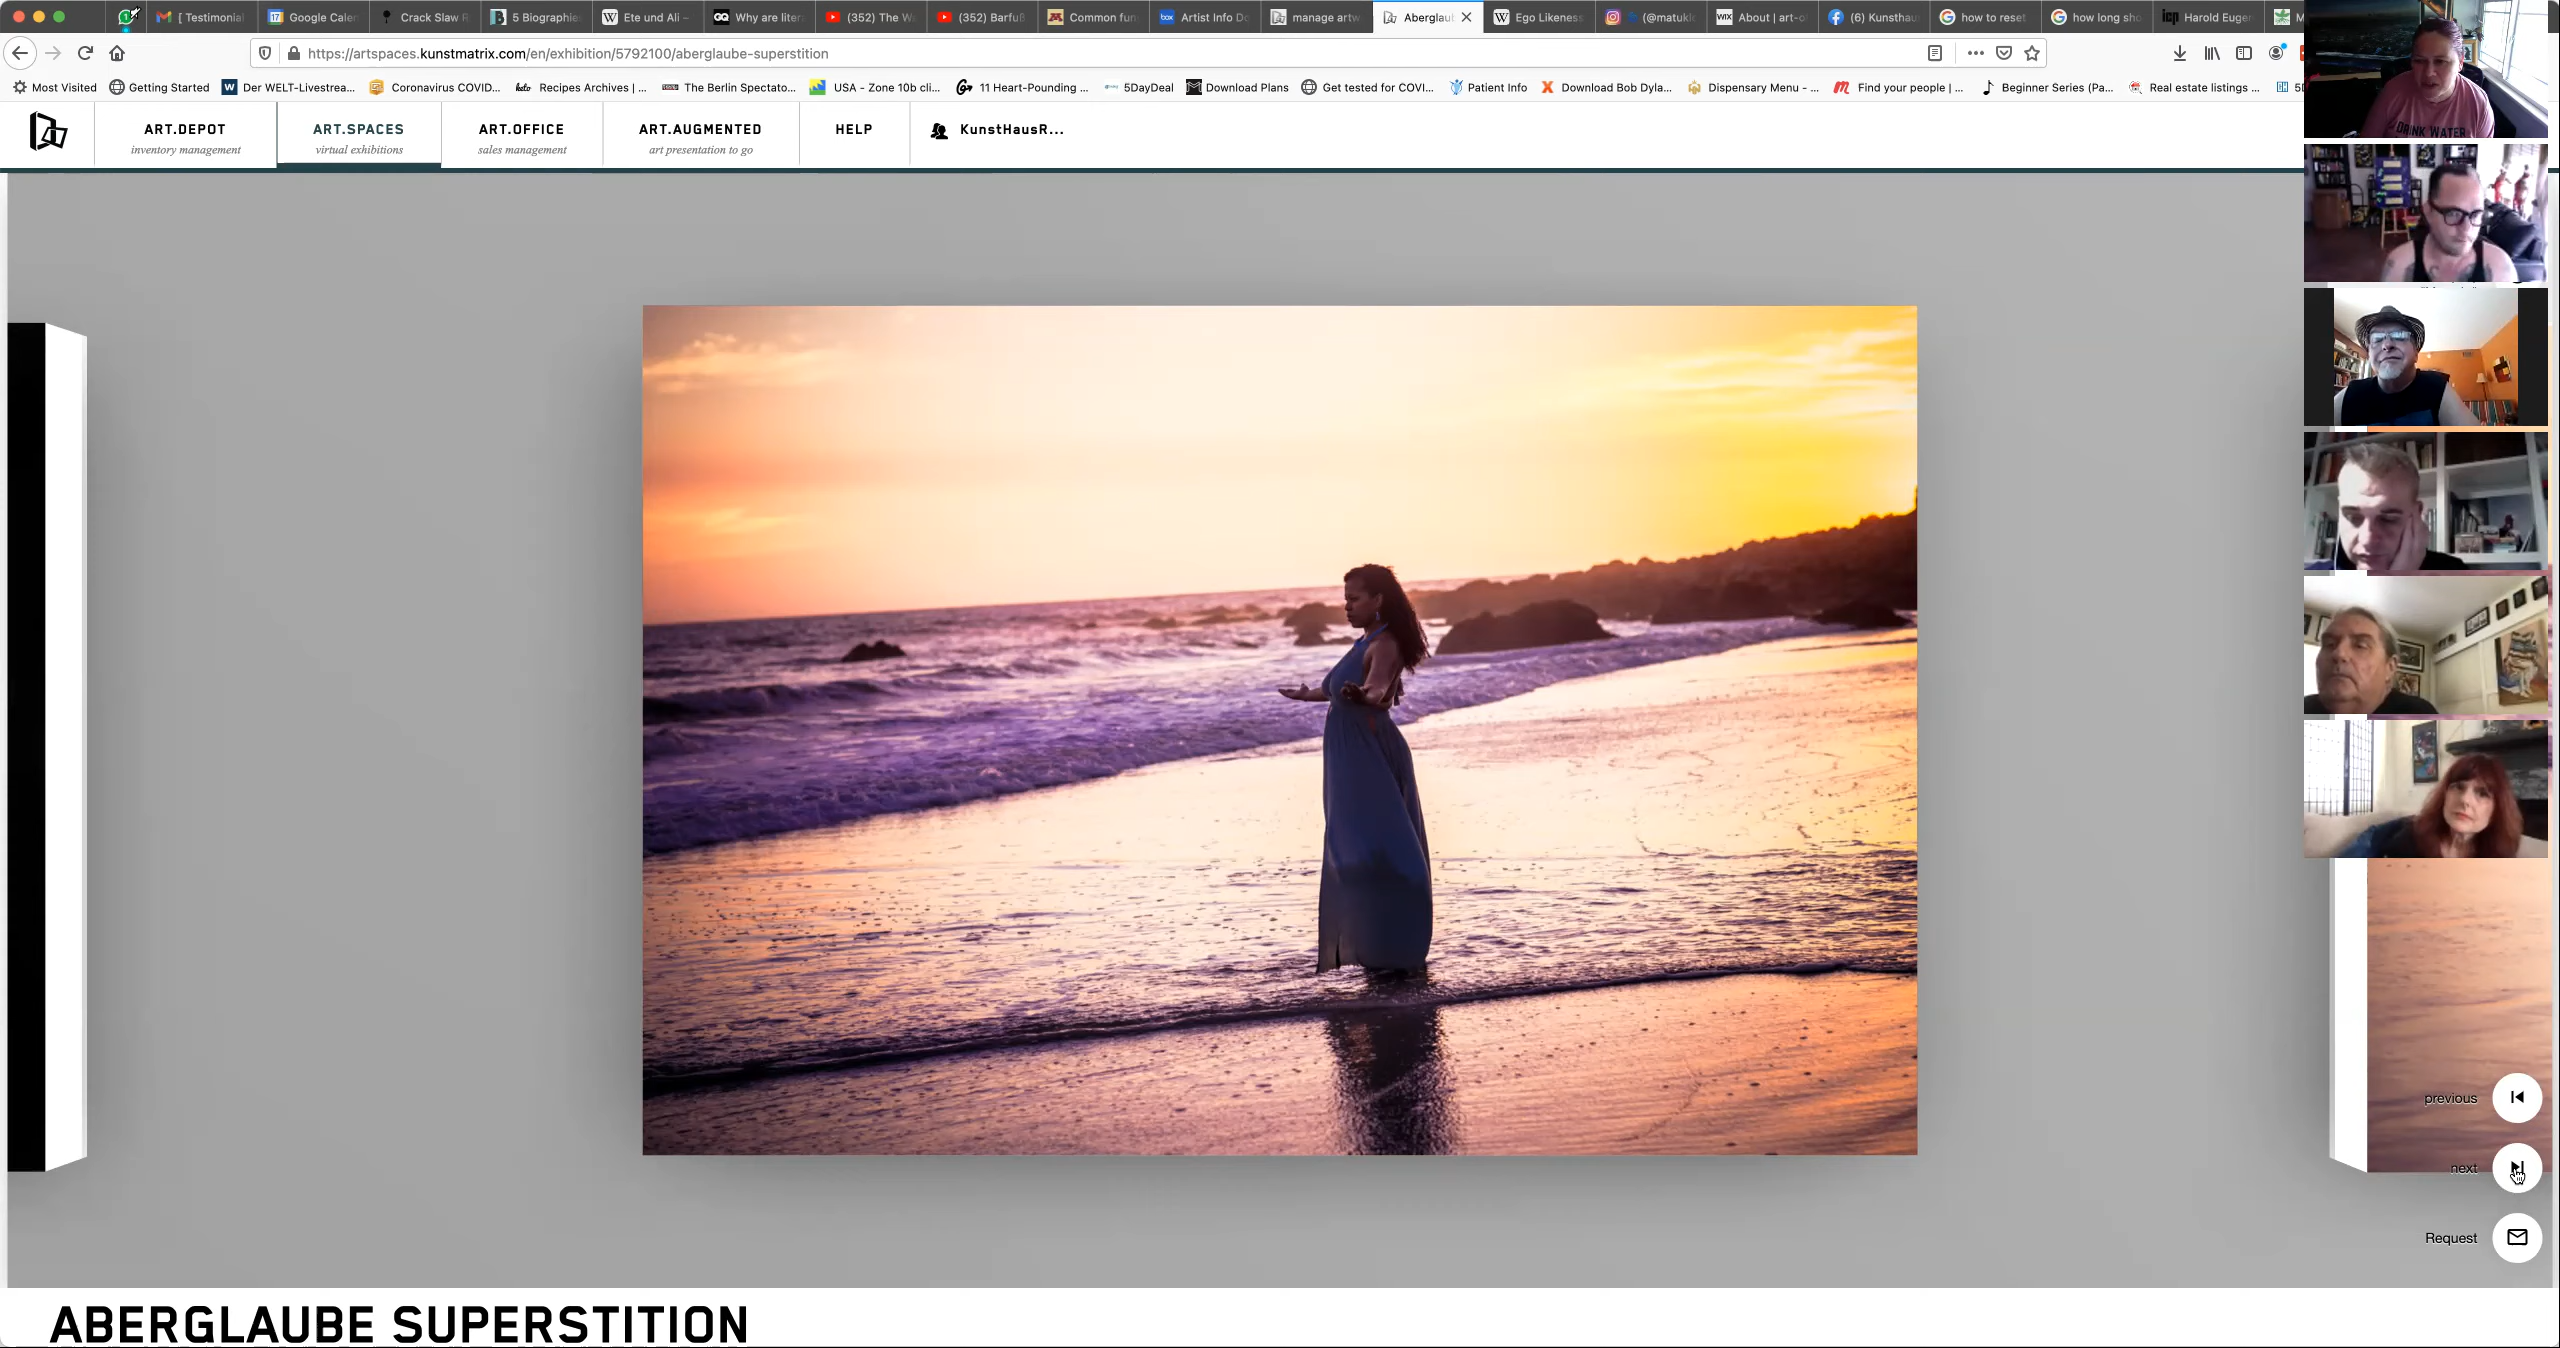 [ Testimonial
Google Calen
Crack Slaw R
5 Biographie
Ete und Ali –
Why are liter
(352) The Wa
(352) Barfuß
Common fun
Artist Info Do
manage artw
Aberglau
Ego Likeness
(@matukis
About | art-o
(6) Kunsthau
how to reset
how long sho
Harold Euger
https://artspaces.kunstmatrix.com/en/exhibition/5792100/aberglaube-superstition
Most Visited
Getting Started
Der WELT-Livestrea...
Coronavirus COVID...
Recipes Archives | ...
The Berlin Spectato...
USA - Zone 10b cli...
11 Heart-Pounding ...
5DayDeal
Download Plans
Get tested for COVI...
Patient Info
Download Bob Dyla...
Dispensary Menu - ...
Find your people | ...
Beginner Series (Pa...
Real estate listings ...
ART.DEPOT
inventory management
ART.SPACES
virtual exhibitions
ART.OFFICE
sales management
ART.AUGMENTED
art presentation to go
HELP
KunstHausR...
DRINK WATER
previous
next
Request
ABERGLAUBE SUPERSTITION